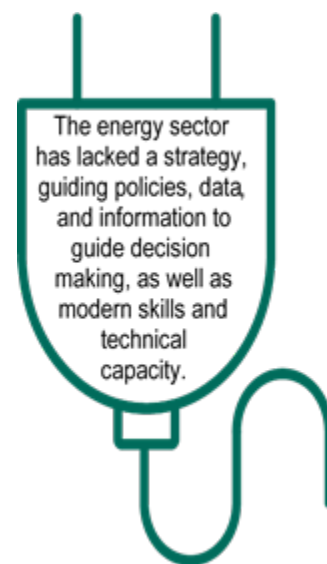 The energy sector
has lacked a strategy,
guiding policies, data,
and information to
guide decision
making, as well as
modern skills and
technical
capacity.